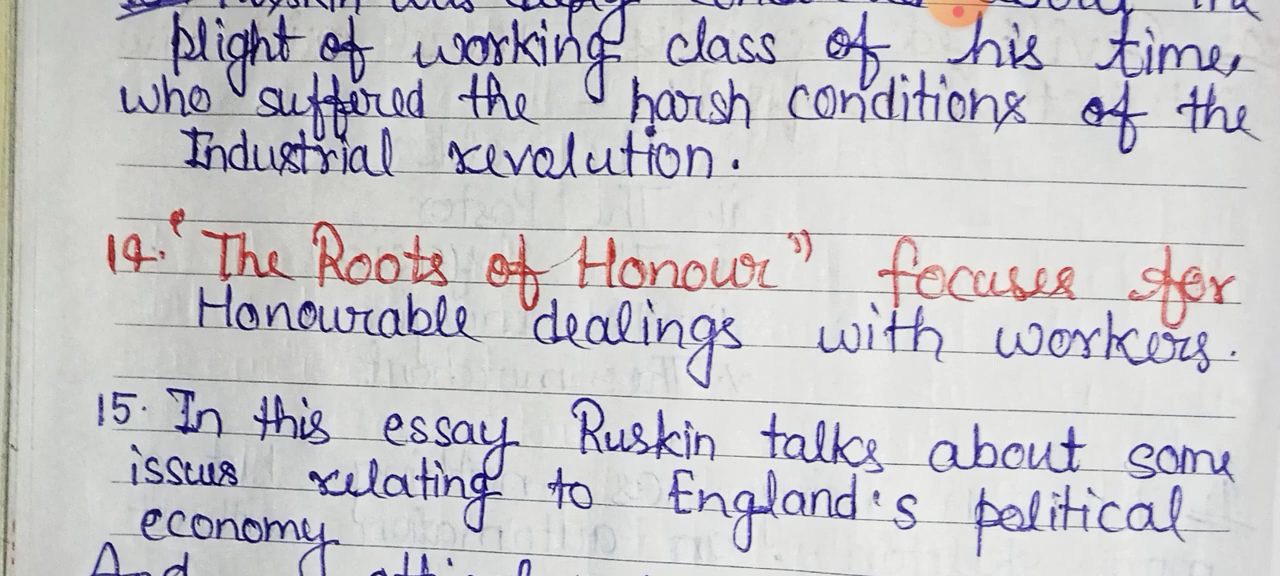 plight of working class of his time,
who suffered the harsh conditions of the
Industrial revolution.
14. "The Roots of Honour" focuses for
Honourable dealings with workers.
15. In this essay Ruskin talks about some
issues relating to England's political
economy
And